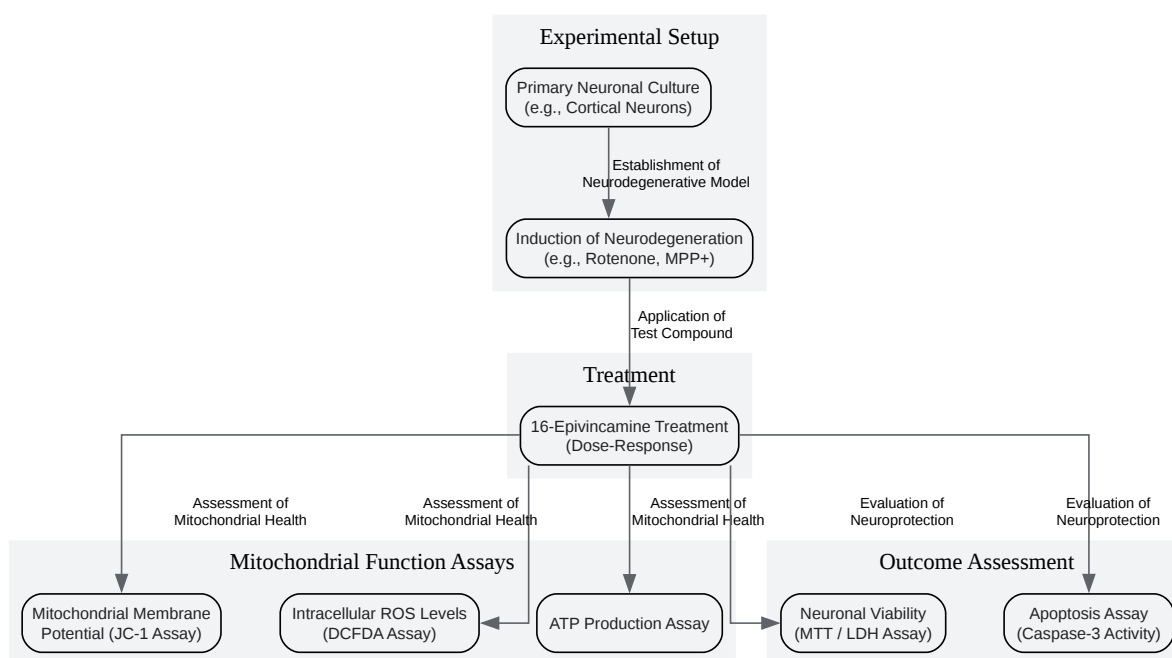 Experimental Setup
Primary Neuronal Culture
(e.g., Cortical Neurons)
Establishment of
Neurodegenerative Model
Induction of Neurodegeneration
(e.g., Rotenone, MPP+)
Application of
Test Compound
Treatment
16-Epivincamine Treatment
(Dose-Response)
Assessment of
Mitochondrial Health
Assessment of
Mitochondrial Health
Assessment of
Mitochondrial Health
Evaluation of
Neuroprotection
Evaluation of
Neuroprotection
Mitochondrial Function Assays
Mitochondrial Membrane
Potential (JC-1 Assay)
Intracellular ROS Levels
(DCFDA Assay)
ATP Production Assay
Outcome Assessment
Neuronal Viability
(MTT / LDH Assay)
Apoptosis Assay
(Caspase-3 Activity)